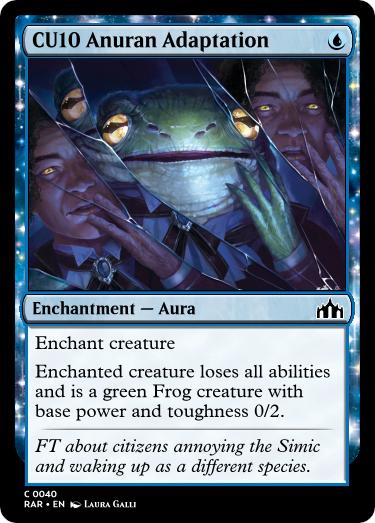 CU10 Anuran Adaptation
Enchantment — Aura
Enchant creature
Enchanted creature loses all abilities
and is a green Frog creature with
base power and toughness 0/2.
FT about citizens annoying the Simic
and waking up as a different species.
C 0040
RAR • EN Laura Galli